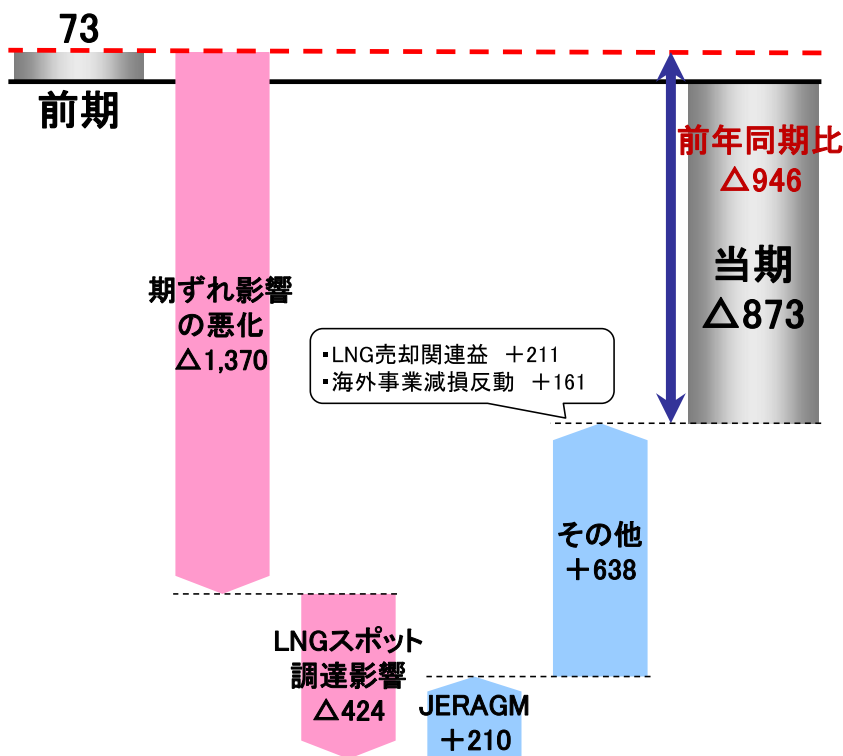 73
前期
期ずれ影響
の悪化
△1,370
LNGスポット
調達影響
△424
JERAGM
＋210
・LNG売却関連益　＋211
・海外事業減損反動　＋161
その他
＋638
前年同期比
△946
当期
△873